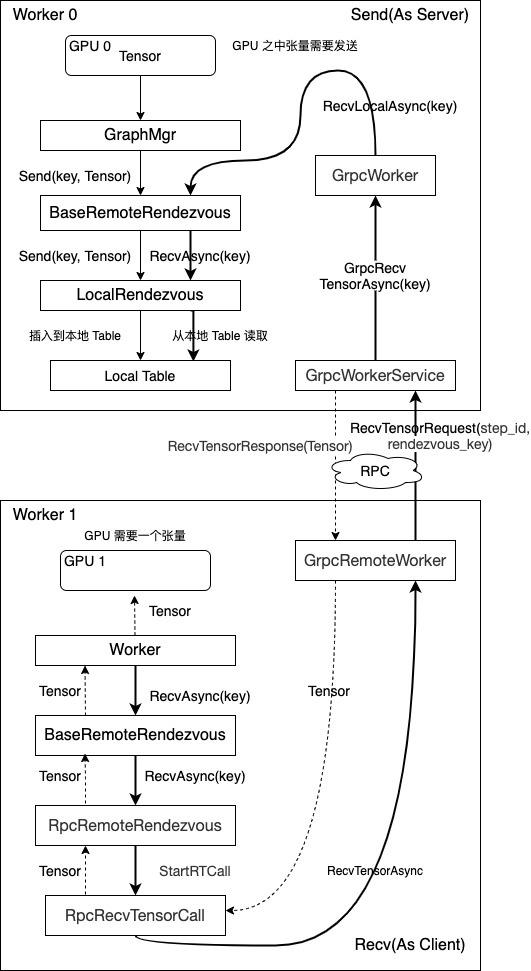 Worker 0
Send(As Server)
GPU 0
Tensor
GPU 之中张量需要发送
RecvLocalAsync(key)
GraphMgr
Send(key, Tensor)
GrpcWorker
BaseRemoteRendezvous
Send(key, Tensor)
RecvAsync(key)
GrpcRecv
TensorAsync(key)
LocalRendezvous
插入到本地 Table
从本地 Table 读取
Local Table
GrpcWorkerService
RecvTensorResponse(Tensor)
RecvTensorRequest(step_id,
rendezvous_key)
RPC
Worker 1
GPU 需要一个张量
GPU 1
GrpcRemoteWorker
Tensor
Worker
Tensor
RecvAsync(key)
Tensor
BaseRemoteRendezvous
Tensor
RecvAsync(key)
RpcRemoteRendezvous
Tensor
StartRTCall
RecvTensorAsync
RpcRecvTensorCall
Recv(As Client)